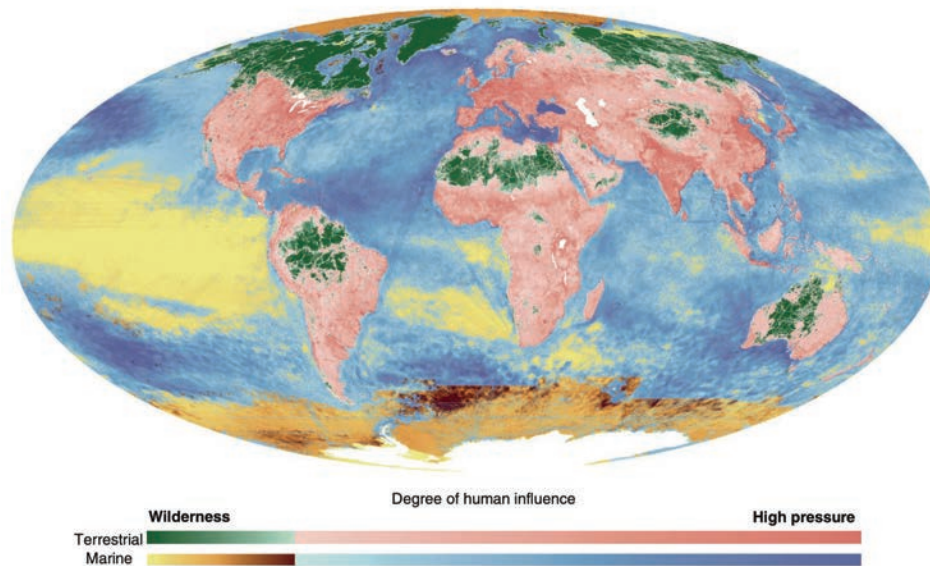 Degree of human influence
Wilderness High pressure
Terrestrial
Marine